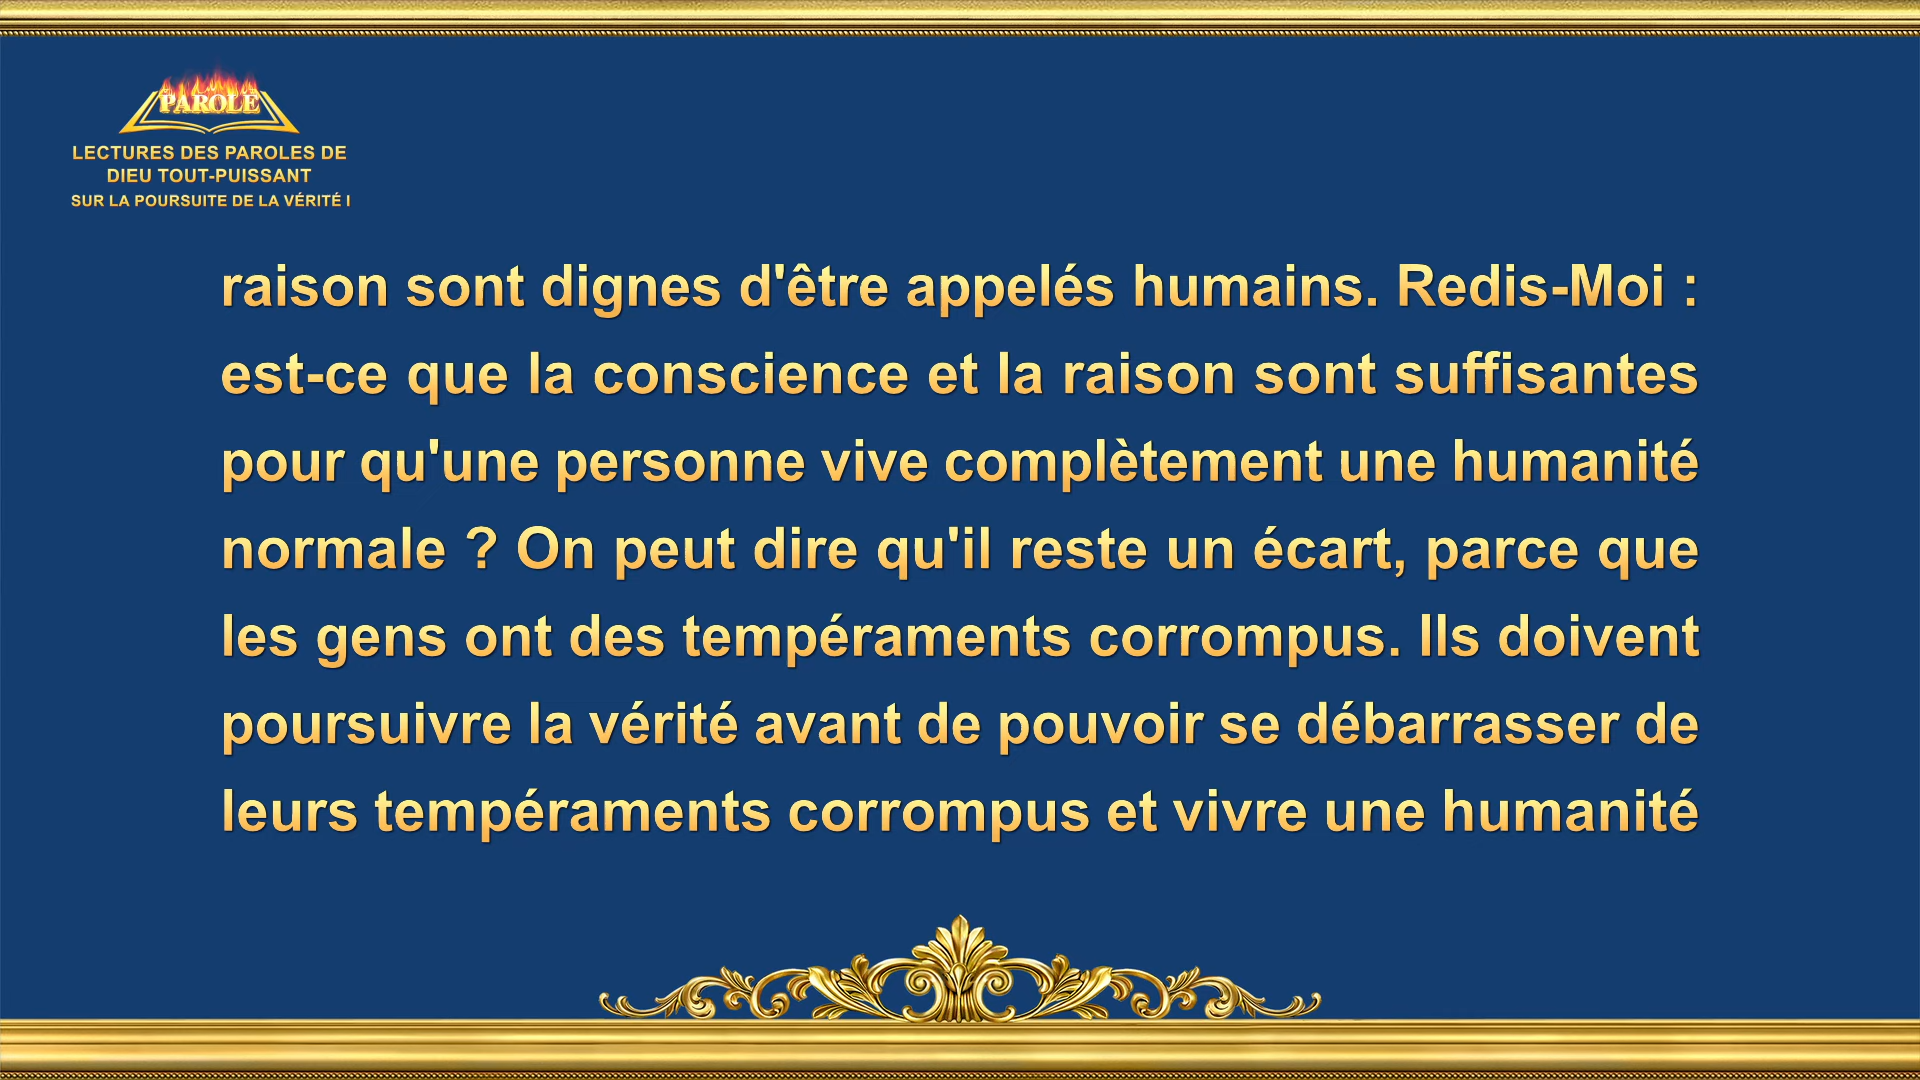 PAROLE
LECTURES DES PAROLES DE
DIEU TOUT-PUISSANT
SUR LA POURSUITE DE LA VÉRITÉ I
raison sont dignes d'être appelés humains. Redis-Moi :
est-ce que la conscience et la raison sont suffisantes
pour qu'une personne vive complètement une humanité
normale ? On peut dire qu'il reste un écart, parce que
les gens ont des tempéraments corrompus. Ils doivent
poursuivre la vérité avant de pouvoir se débarrasser de
leurs tempéraments corrompus et vivre une humanité